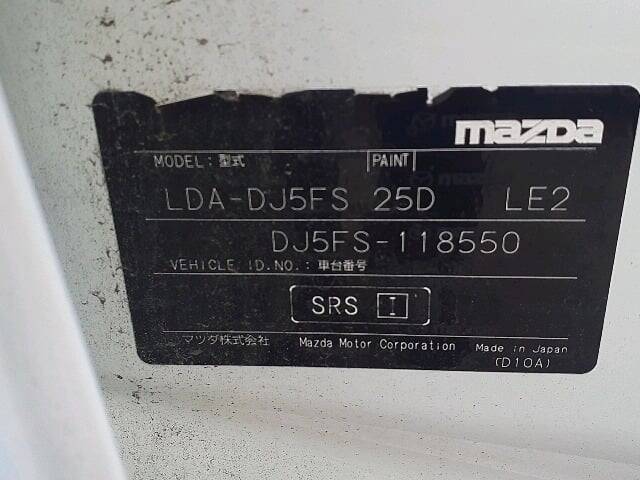 mazda
MODEL: 型式 PAINT
LDA-DJ5FS 25D LE2
DJ5FS-118550
VEHICLE ID.NO.: 車台番号
SRS I
マツダ株式会社 Mazda Motor Corporation Made in Japan
(D10A)